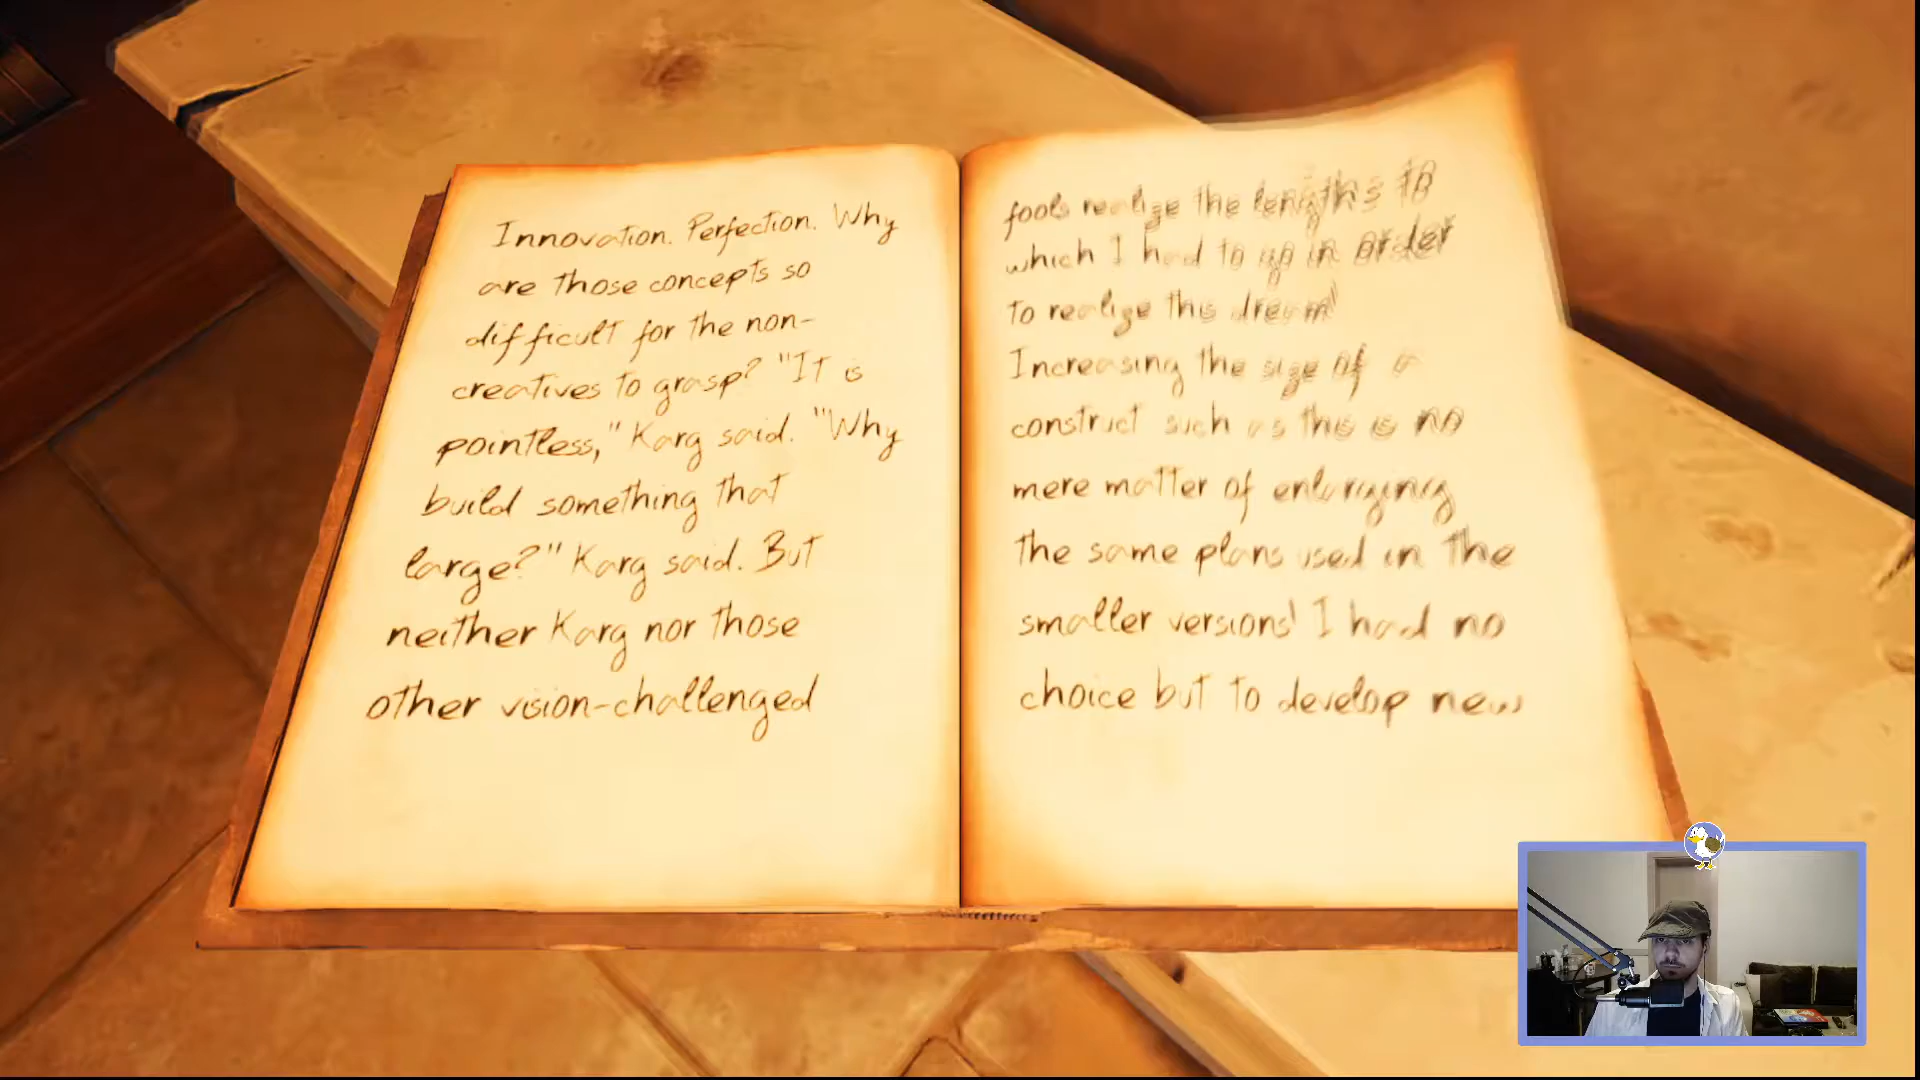 Innovation. Perfection. Why
are those concepts so
difficult for the non-
creatives to grasp? "It is
pointless," Karg said. "Why
build something that
large?" Karg said. But
neither Karg nor those
other vision-challenged
fools realize the lengths to
which I had to go in order
to realize this dream!
Increasing the size of a
construct such as this is no
mere matter of enlarging
the same plans used in the
smaller versions! I had no
choice but to develop new